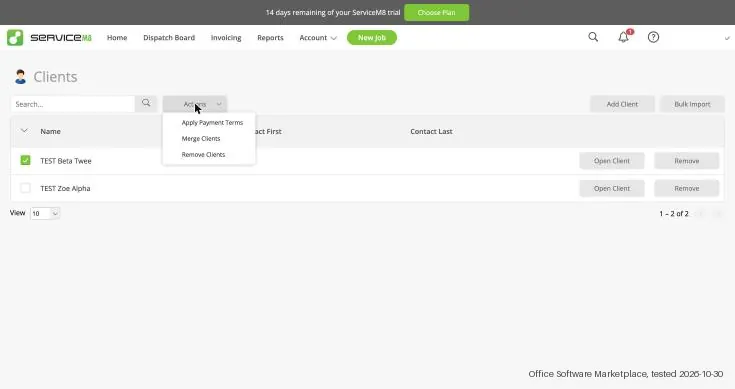 14 days remaining of your ServiceM8 trial Choose Plan
SERVICEM8 Home Dispatch Board Invoicing Reports Account New Job 1
Clients
Search... Actions Add Client Bulk Import
Apply Payment Terms
Name act First Contact Last
Merge Clients
Remove Clients
TEST Beta Twee Open Client Remove
TEST Zoe Alpha Open Client Remove
View 10 1 – 2 of 2
Office Software Marketplace, tested 2026-10-30